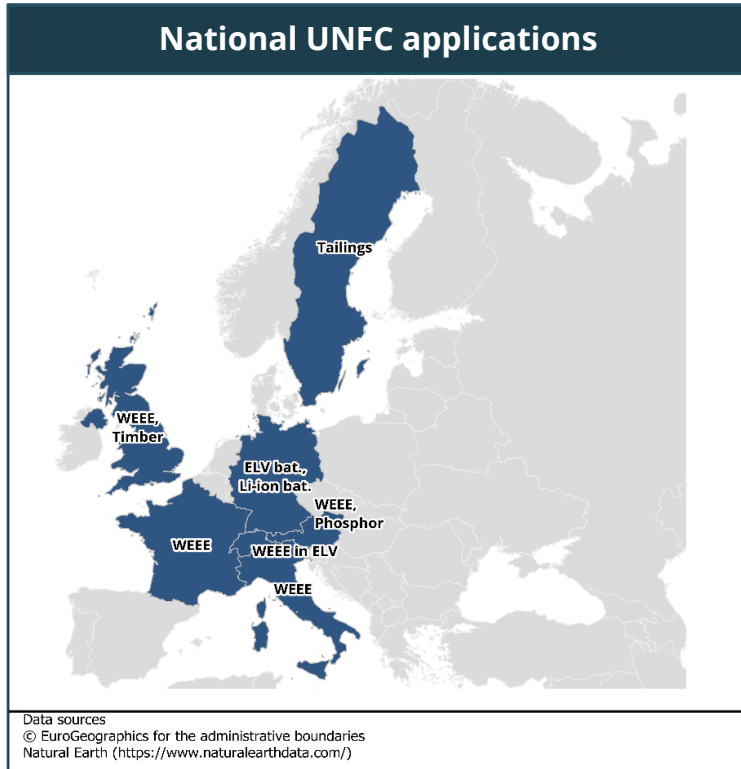 National UNFC applications
Tailings
WEEE,
Timber
ELV bat.,
Li-ion bat.
WEEE,
Phosphor
WEEE
WEEE in ELV
WEEE
Data sources
© EuroGeographics for the administrative boundaries
Natural Earth (https://www.naturalearthdata.com/)